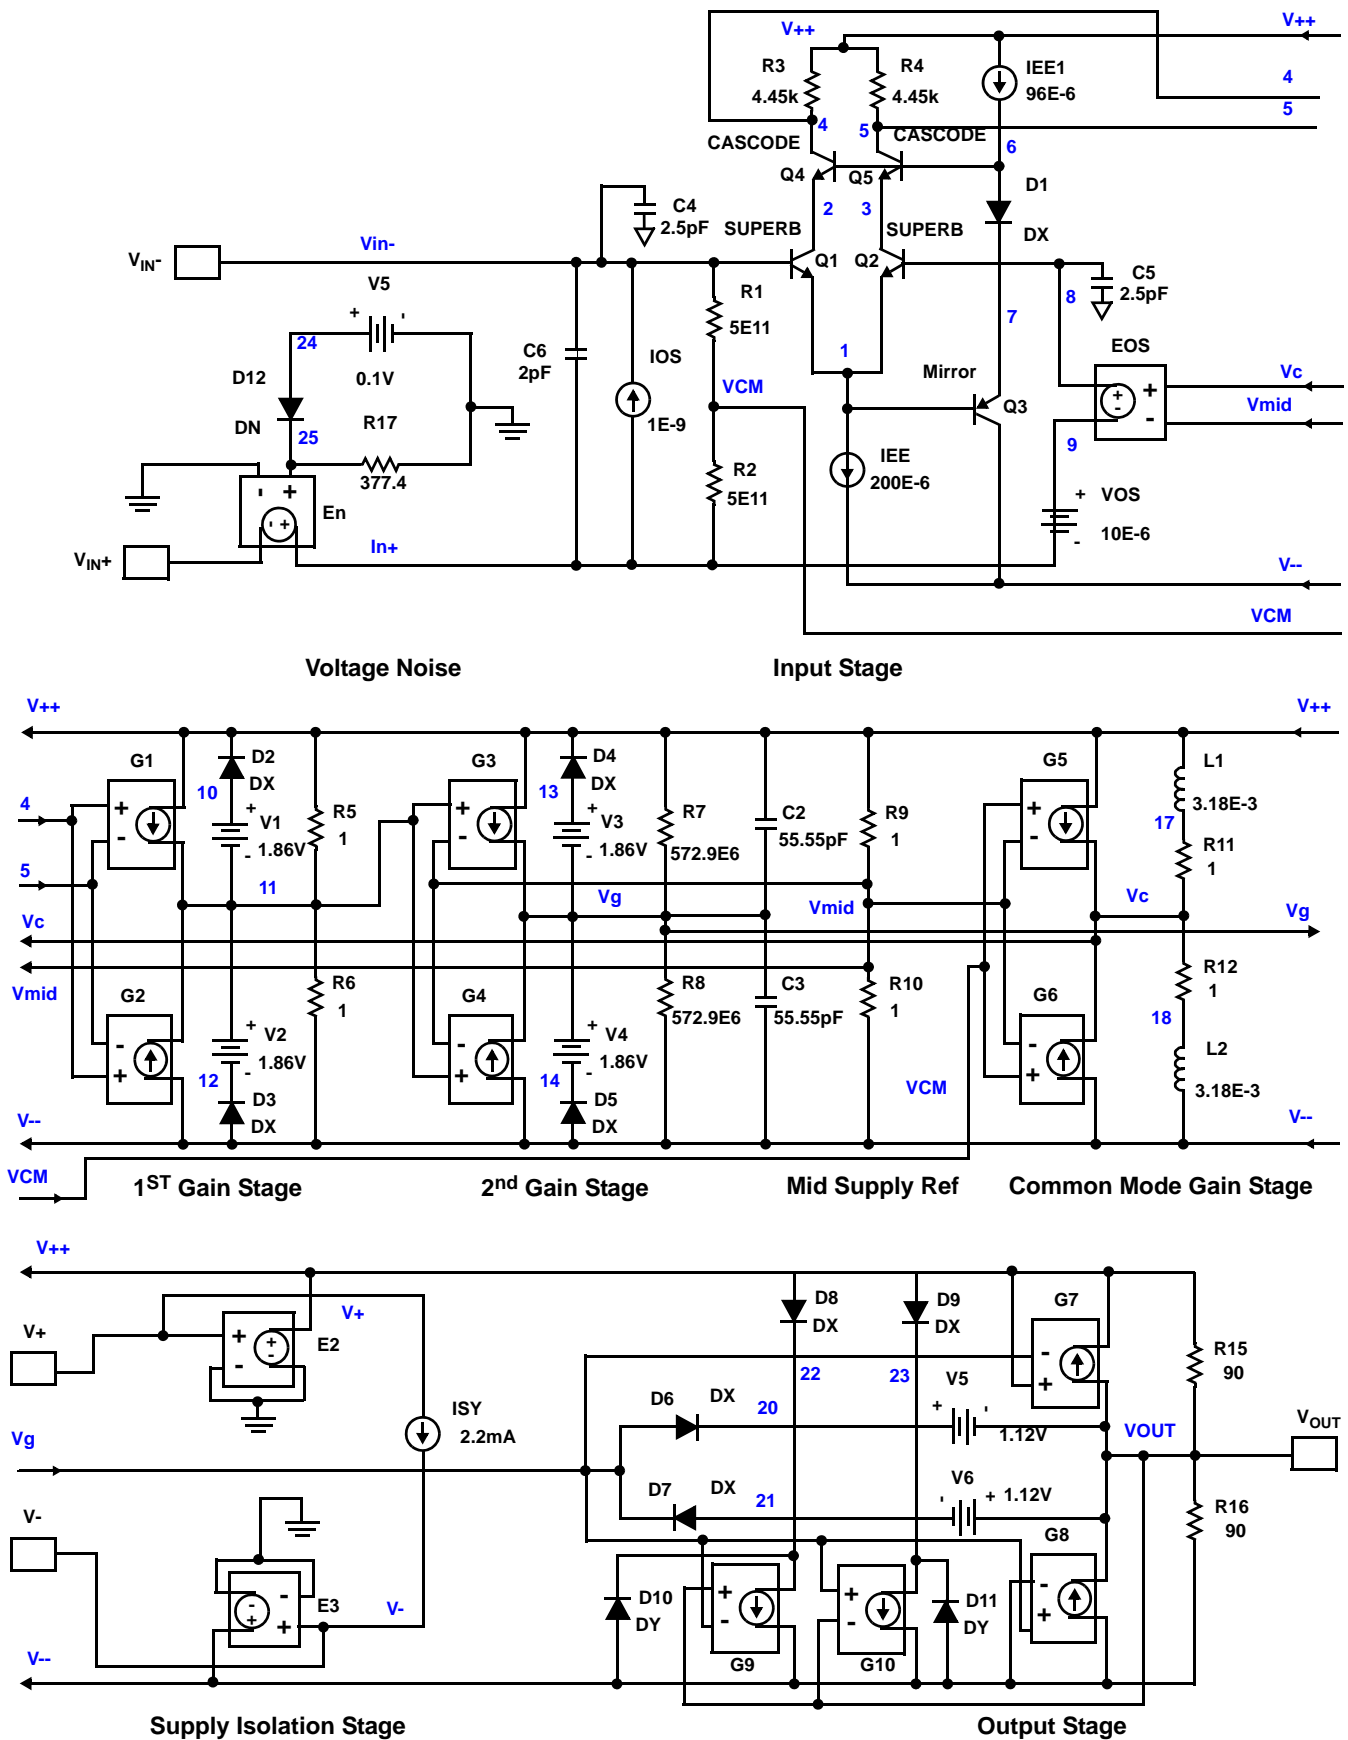 V++
V++
R3
4.45k
R4
4.45k
IEE1
96E-6
4
5
4
5
CASCODE
CASCODE
6
Q4
Q5
D1
DX
2
3
C4
2.5pF
SUPERB
SUPERB
Vin-
VIN-
Q1
Q2
C5
2.5pF
V5
+ -
R1
5E11
8
7
24
0.1V
C6
2pF
IOS
1E-9
1
EOS
D12
DN
VCM
Mirror
Q3
+
-
+
-
Vc
Vmid
R17
377.4
25
9
- +
En
- +
R2
5E11
IEE
200E-6
+ VOS
10E-6
-
VIN+
In+
V--
VCM
Voltage Noise
Input Stage
V++
V++
G1
D2
DX
G3
D4
DX
G5
L1
3.18E-3
4
+
-
10
+
V1
- 1.86V
R5
1
+
-
13
+
V3
- 1.86V
R7
572.9E6
C2
55.55pF
R9
1
+
-
17
R11
1
5
11
Vg
Vmid
Vc
Vg
Vc
Vmid
G2
R6
1
G4
R8
572.9E6
C3
55.55pF
R10
1
G6
R12
1
18
-
+
+
V2
- 1.86V
12
D3
DX
-
+
+
V4
- 1.86V
14
D5
DX
VCM
-
+
L2
3.18E-3
V--
V--
VCM
1ST Gain Stage
2nd Gain Stage
Mid Supply Ref
Common Mode Gain Stage
V++
V+
V+
+
-
+
-
E2
D8
DX
D9
DX
G7
-
+
R15
90
ISY
2.2mA
22
23
D6
DX
20
V5
+ -
1.12V
VOUT
VOUT
Vg
D7
DX
21
V6
- + 1.12V
R16
90
V-
-
+
-
+
E3
V-
D10
DY
+
-
G9
+
-
G10
D11
DY
G8
-
+
V--
Supply Isolation Stage
Output Stage